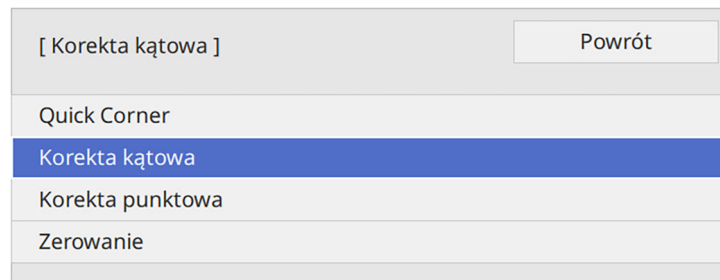 [ Korekta kątowa ]
Powrót
Quick Corner
Korekta kątowa
Korekta punktowa
Zerowanie